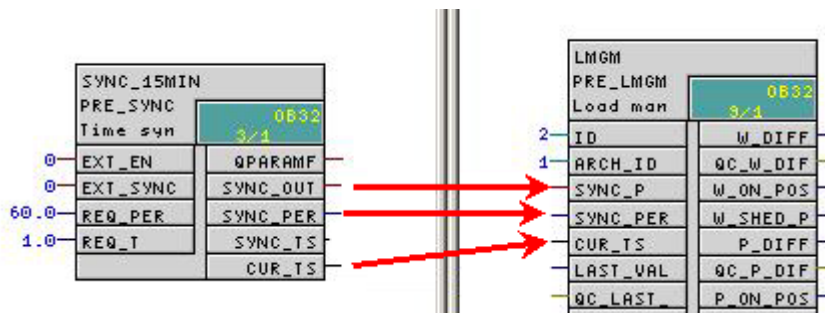 SYNC_15MIN
PRE_SYNC
Time syn
OB32
3/1
0
EXT_EN
QPARAMF
0
EXT_SYNC
SYNC_OUT
60.0
REQ_PER
SYNC_PER
1.0
REQ_T
SYNC_TS
CUR_TS
LMGM
PRE_LMGM
Load man
OB32
9/1
2
ID
W_DIFF
1
ARCH_ID
QC_W_DIF
SYNC_P
W_ON_POS
SYNC_PER
W_SHED_P
CUR_TS
P_DIFF
LAST_VAL
QC_P_DIF
QC_LAST_
P_ON_POS